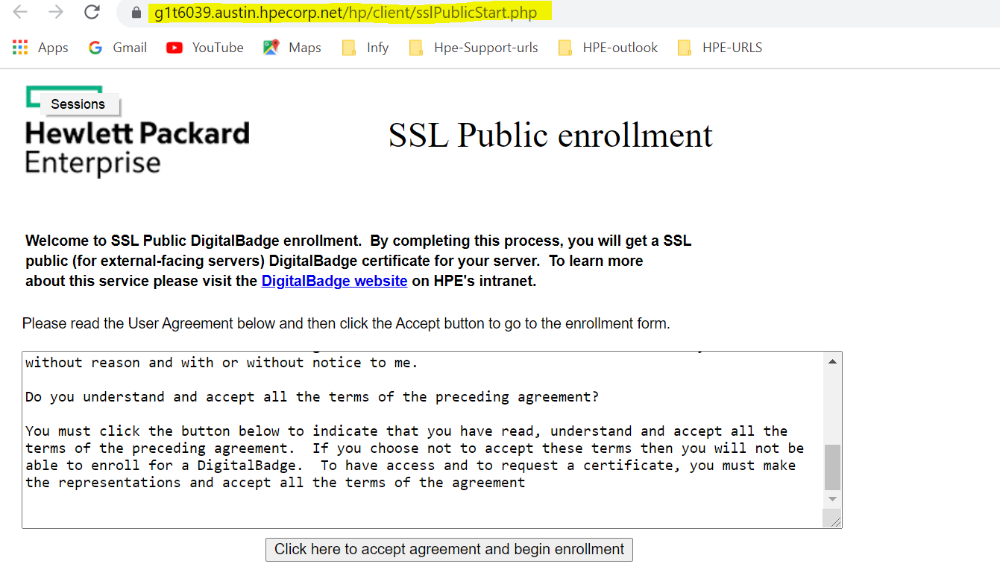 g1t6039.austin.hpecorp.net/hp/client/sslPublicStart.php
Apps Gmail YouTube Maps Infy Hpe-Support-urls HPE-outlook HPE-URLS
Sessions
Hewlett Packard
Enterprise
SSL Public enrollment
Welcome to SSL Public DigitalBadge enrollment.  By completing this process, you will get a SSL
public (for external-facing servers) DigitalBadge certificate for your server.  To learn more
about this service please visit the DigitalBadge website on HPE's intranet.
Please read the User Agreement below and then click the Accept button to go to the enrollment form.
without reason and with or without notice to me.
Do you understand and accept all the terms of the preceding agreement?
You must click the button below to indicate that you have read, understand and accept all the
terms of the preceding agreement.  If you choose not to accept these terms then you will not be
able to enroll for a DigitalBadge.  To have access and to request a certificate, you must make
the representations and accept all the terms of the agreement
Click here to accept agreement and begin enrollment